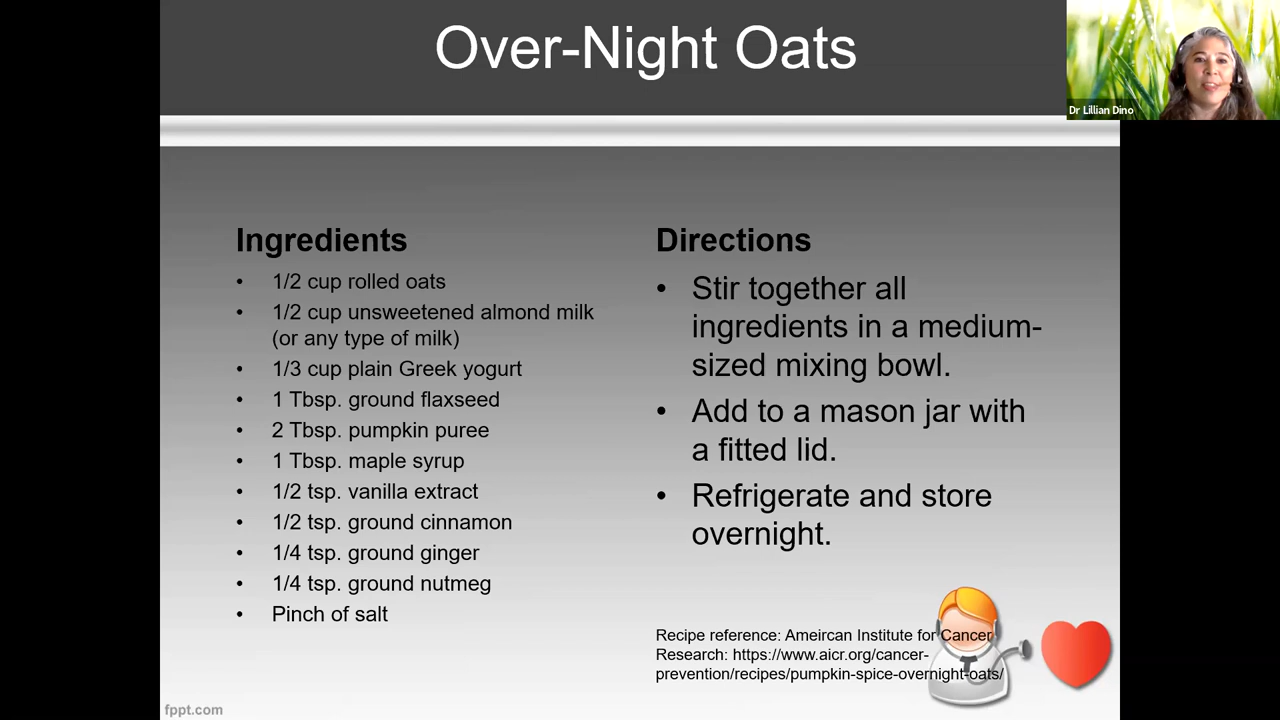 Over-Night Oats
Dr Lillian Dino
Ingredients
• 1/2 cup rolled oats
• 1/2 cup unsweetened almond milk
(or any type of milk)
• 1/3 cup plain Greek yogurt
• 1 Tbsp. ground flaxseed
• 2 Tbsp. pumpkin puree
• 1 Tbsp. maple syrup
• 1/2 tsp. vanilla extract
• 1/2 tsp. ground cinnamon
• 1/4 tsp. ground ginger
• 1/4 tsp. ground nutmeg
• Pinch of salt
Directions
• Stir together all
ingredients in a medium-
sized mixing bowl.
• Add to a mason jar with
a fitted lid.
• Refrigerate and store
overnight.
Recipe reference: Ameircan Institute for Cancer
Research: https://www.aicr.org/cancer-
prevention/recipes/pumpkin-spice-overnight-oats/
fppt.com